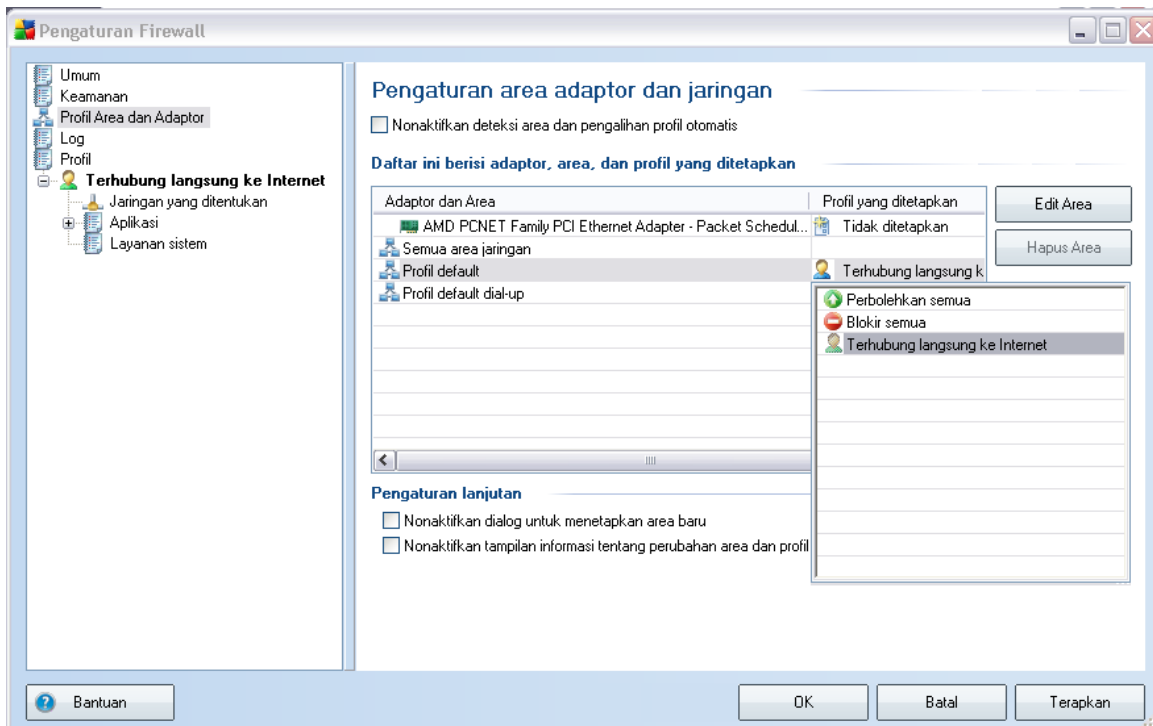 Pengaturan Firewall
Umum
Keamanan
Profil Area dan Adaptor
Log
Profil
Terhubung langsung ke Internet
Jaringan yang ditentukan
Aplikasi
Layanan sistem
Pengaturan area adaptor dan jaringan
Nonaktifkan deteksi area dan pengalihan profil otomatis
Daftar ini berisi adaptor, area, dan profil yang ditetapkan
Adaptor dan Area
Profil yang ditetapkan
AMD PCNET Family PCI Ethernet Adapter - Packet Schedul...
Tidak ditetapkan
Semua area jaringan
Profil default
Terhubung langsung k
Profil default dial-up
Edit Area
Hapus Area
Perbolehkan semua
Blokir semua
Terhubung langsung ke Internet
Pengaturan lanjutan
Nonaktifkan dialog untuk menetapkan area baru
Nonaktifkan tampilan informasi tentang perubahan area dan profil
Bantuan
OK
Batal
Terapkan